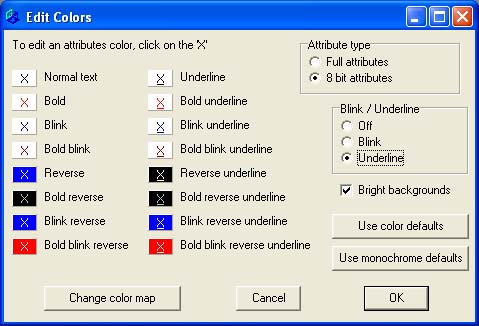 Edit Colors
To edit an attributes color, click on the 'X'
X Normal text
X Bold
X Blink
X Bold blink
X Reverse
X Bold reverse
X Blink reverse
X Bold blink reverse
X Underline
X Bold underline
X Blink underline
X Bold blink underline
X Reverse underline
X Bold reverse underline
X Blink reverse underline
X Bold blink reverse underline
Attribute type
Full attributes
8 bit attributes
Blink / Underline
Off
Blink
Underline
Bright backgrounds
Use color defaults
Use monochrome defaults
Change color map
Cancel
OK